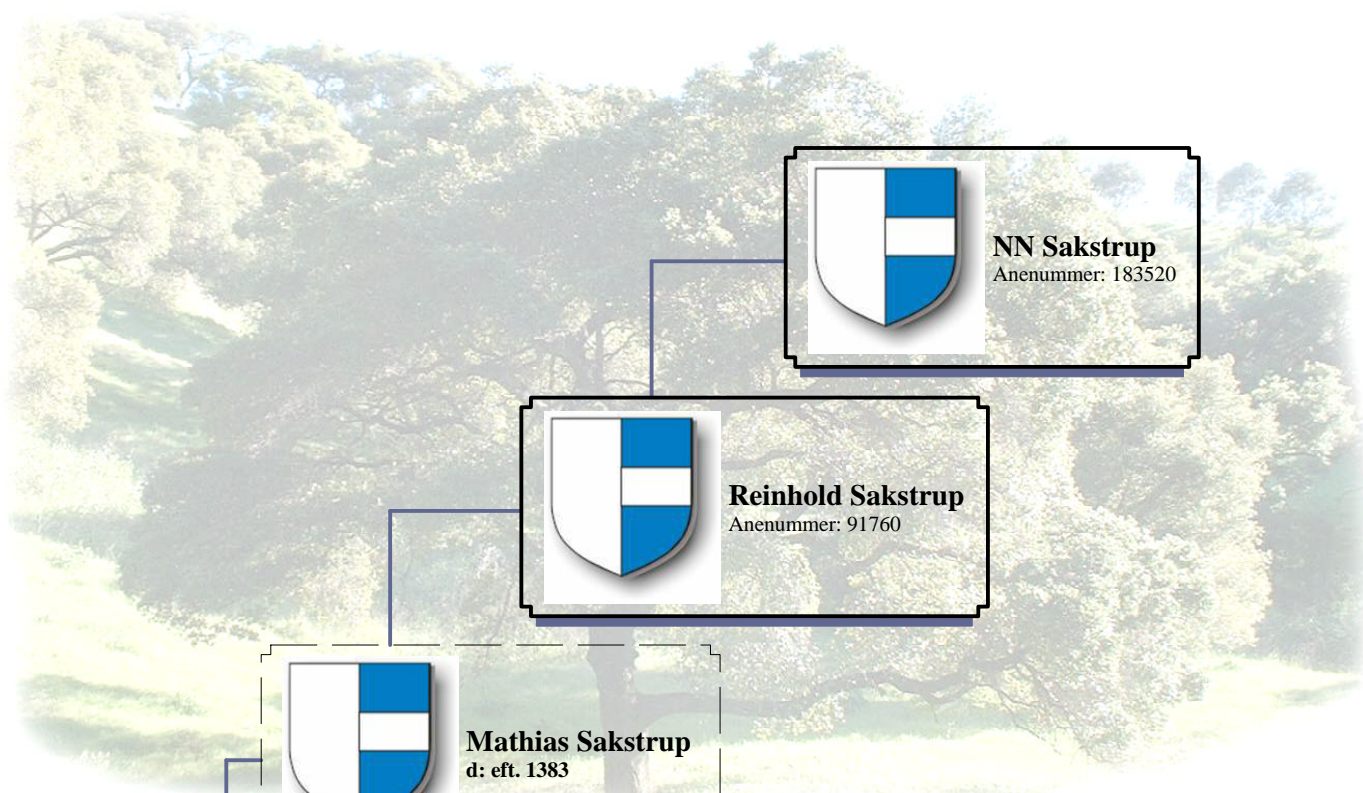 NN Sakstrup
Anenummer: 183520
Reinhold Sakstrup
Anenummer: 91760
Mathias Sakstrup
d: eft. 1383